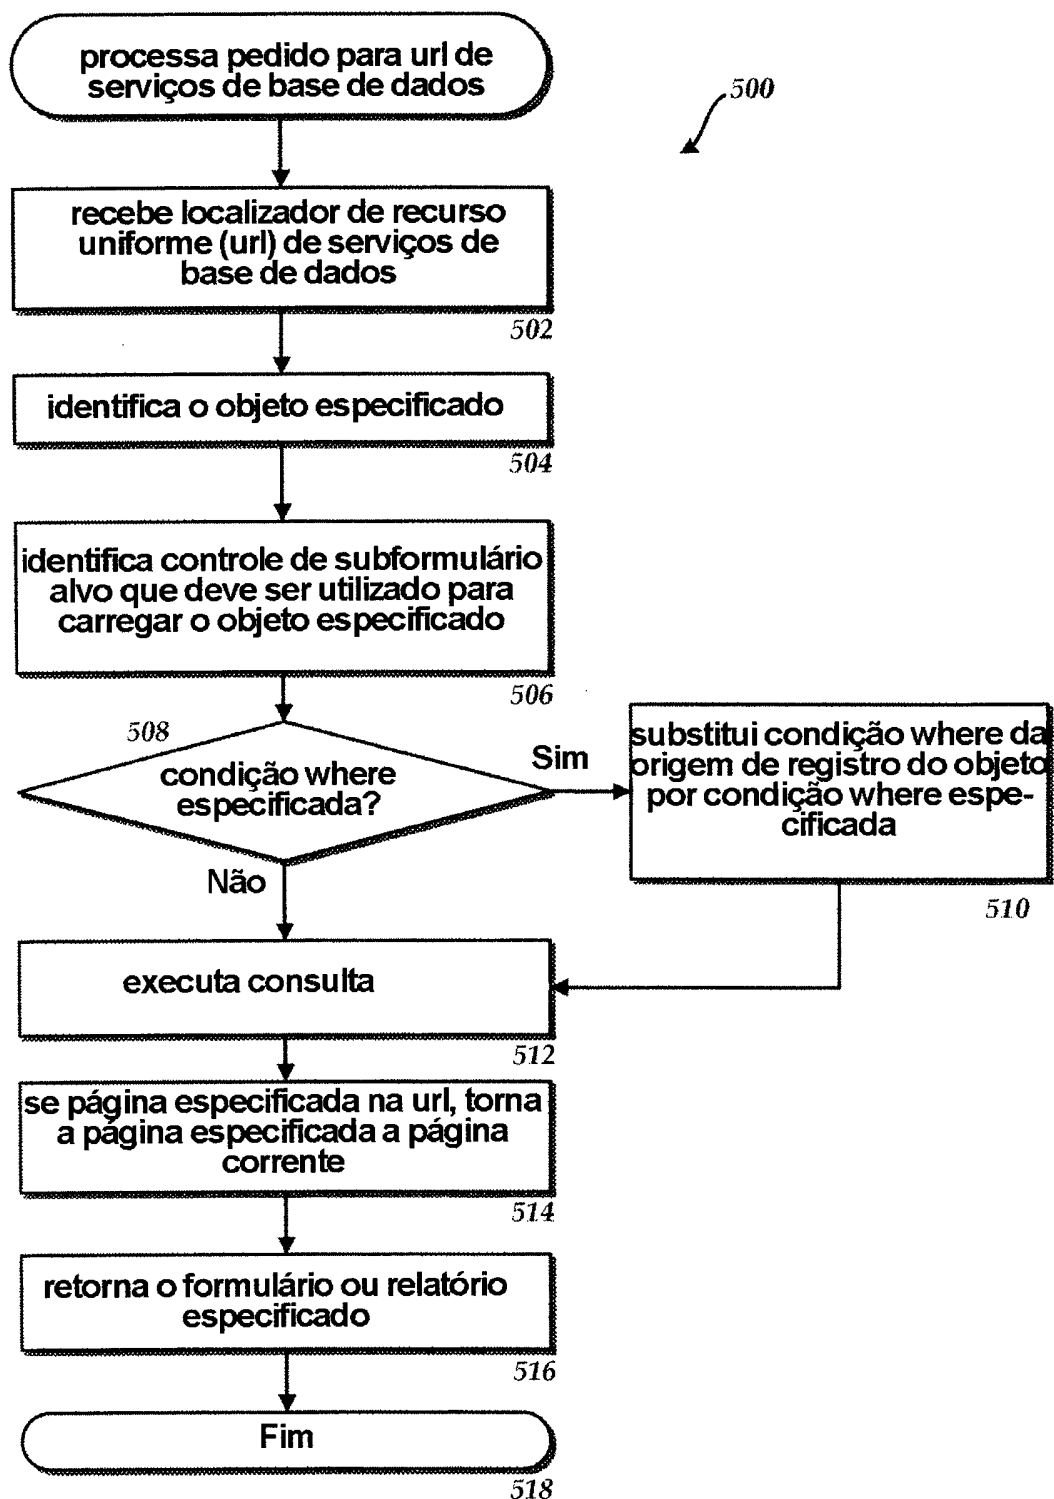 processa pedido para url de
serviços de base de dados
500
recebe localizador de recurso
uniforme (url) de serviços de
base de dados
502
identifica o objeto especificado
504
identifica controle de subformulário
alvo que deve ser utilizado para
carregar o objeto especificado
506
508
condição where
especificada?
Sim
substitui condição where da
origem de registro do objeto
por condição where espe-
cificada
510
Não
executa consulta
512
se página especificada na url, torna
a página especificada a página
corrente
514
retorna o formulário ou relatório
especificado
516
Fim
518